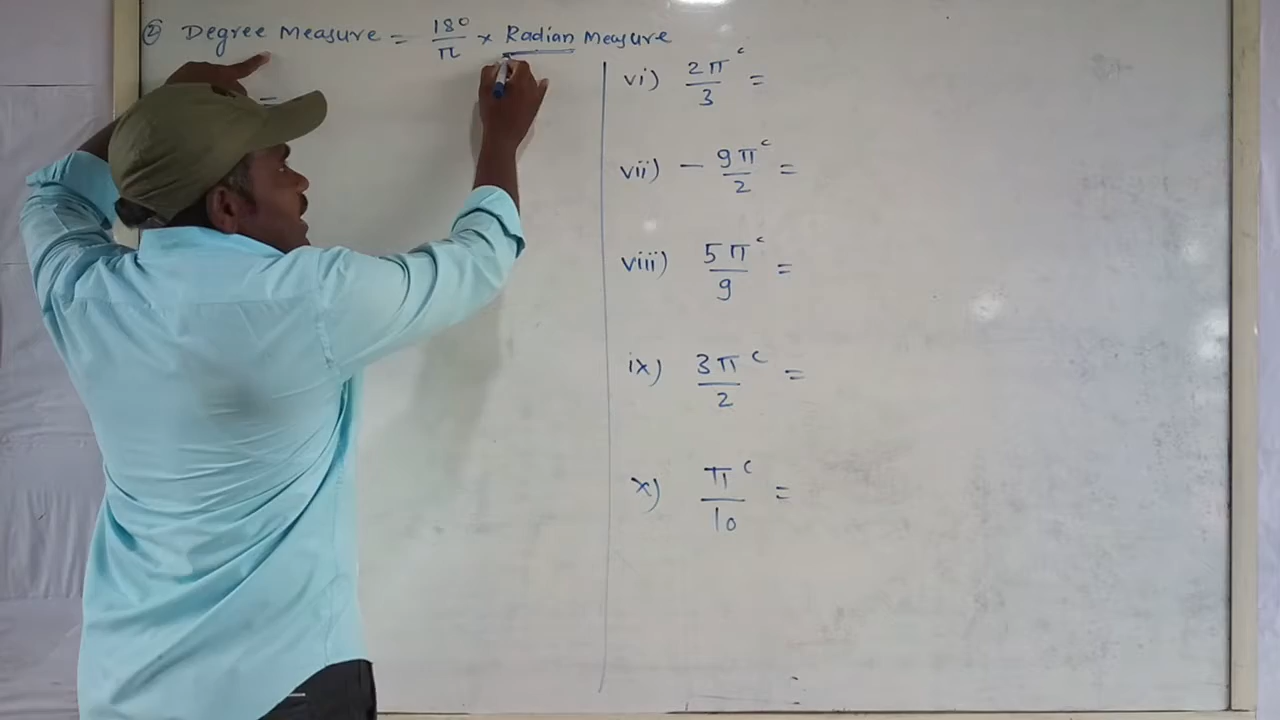 ② Degree Measure = 180/π × Radian Measure
=
vi) 2π/3 ᶜ =
vii) - 9π/2 ᶜ =
viii) 5π/9 ᶜ =
ix) 3π/2 ᶜ =
x) π/10 ᶜ =